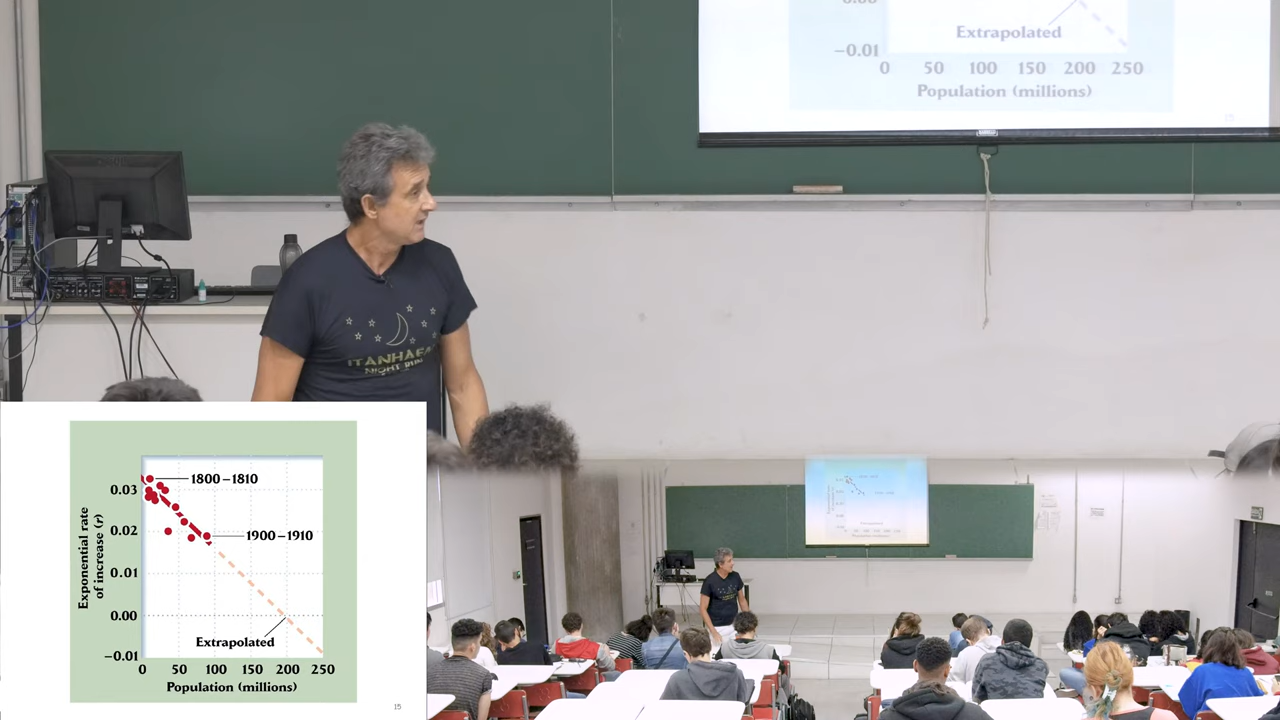 0.00
Extrapolated
−0.01
0 50 100 150 200 250
Population (millions)
15
ITANHAÉM
NIGHT RUN
1800–1810
0.03
0.02
1900–1910
0.01
0.00
Extrapolated
−0.01
0 50 100 150 200 250
Population (millions)
Exponential rate
of increase (r)
15